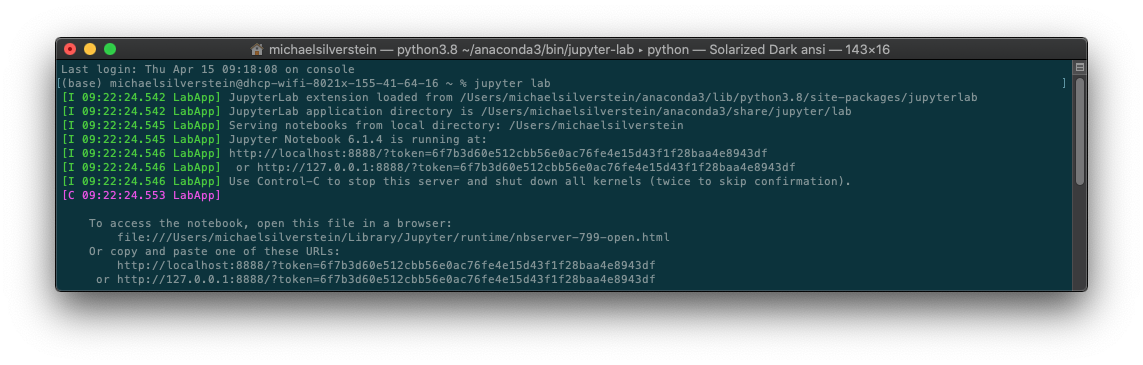 michaelsilverstein — python3.8 ~/anaconda3/bin/jupyter-lab ▸ python — Solarized Dark ansi — 143×16
Last login: Thu Apr 15 09:18:08 on console
[(base) michaelsilverstein@dhcp-wifi-8021x-155-41-64-16 ~ % jupyter lab ]
[I 09:22:24.542 LabApp] JupyterLab extension loaded from /Users/michaelsilverstein/anaconda3/lib/python3.8/site-packages/jupyterlab
[I 09:22:24.542 LabApp] JupyterLab application directory is /Users/michaelsilverstein/anaconda3/share/jupyter/lab
[I 09:22:24.545 LabApp] Serving notebooks from local directory: /Users/michaelsilverstein
[I 09:22:24.545 LabApp] Jupyter Notebook 6.1.4 is running at:
[I 09:22:24.546 LabApp] http://localhost:8888/?token=6f7b3d60e512cbb56e0ac76fe4e15d43f1f28baa4e8943df
[I 09:22:24.546 LabApp]  or http://127.0.0.1:8888/?token=6f7b3d60e512cbb56e0ac76fe4e15d43f1f28baa4e8943df
[I 09:22:24.546 LabApp] Use Control-C to stop this server and shut down all kernels (twice to skip confirmation).
[C 09:22:24.553 LabApp]
To access the notebook, open this file in a browser:
file:///Users/michaelsilverstein/Library/Jupyter/runtime/nbserver-799-open.html
Or copy and paste one of these URLs:
http://localhost:8888/?token=6f7b3d60e512cbb56e0ac76fe4e15d43f1f28baa4e8943df
or http://127.0.0.1:8888/?token=6f7b3d60e512cbb56e0ac76fe4e15d43f1f28baa4e8943df